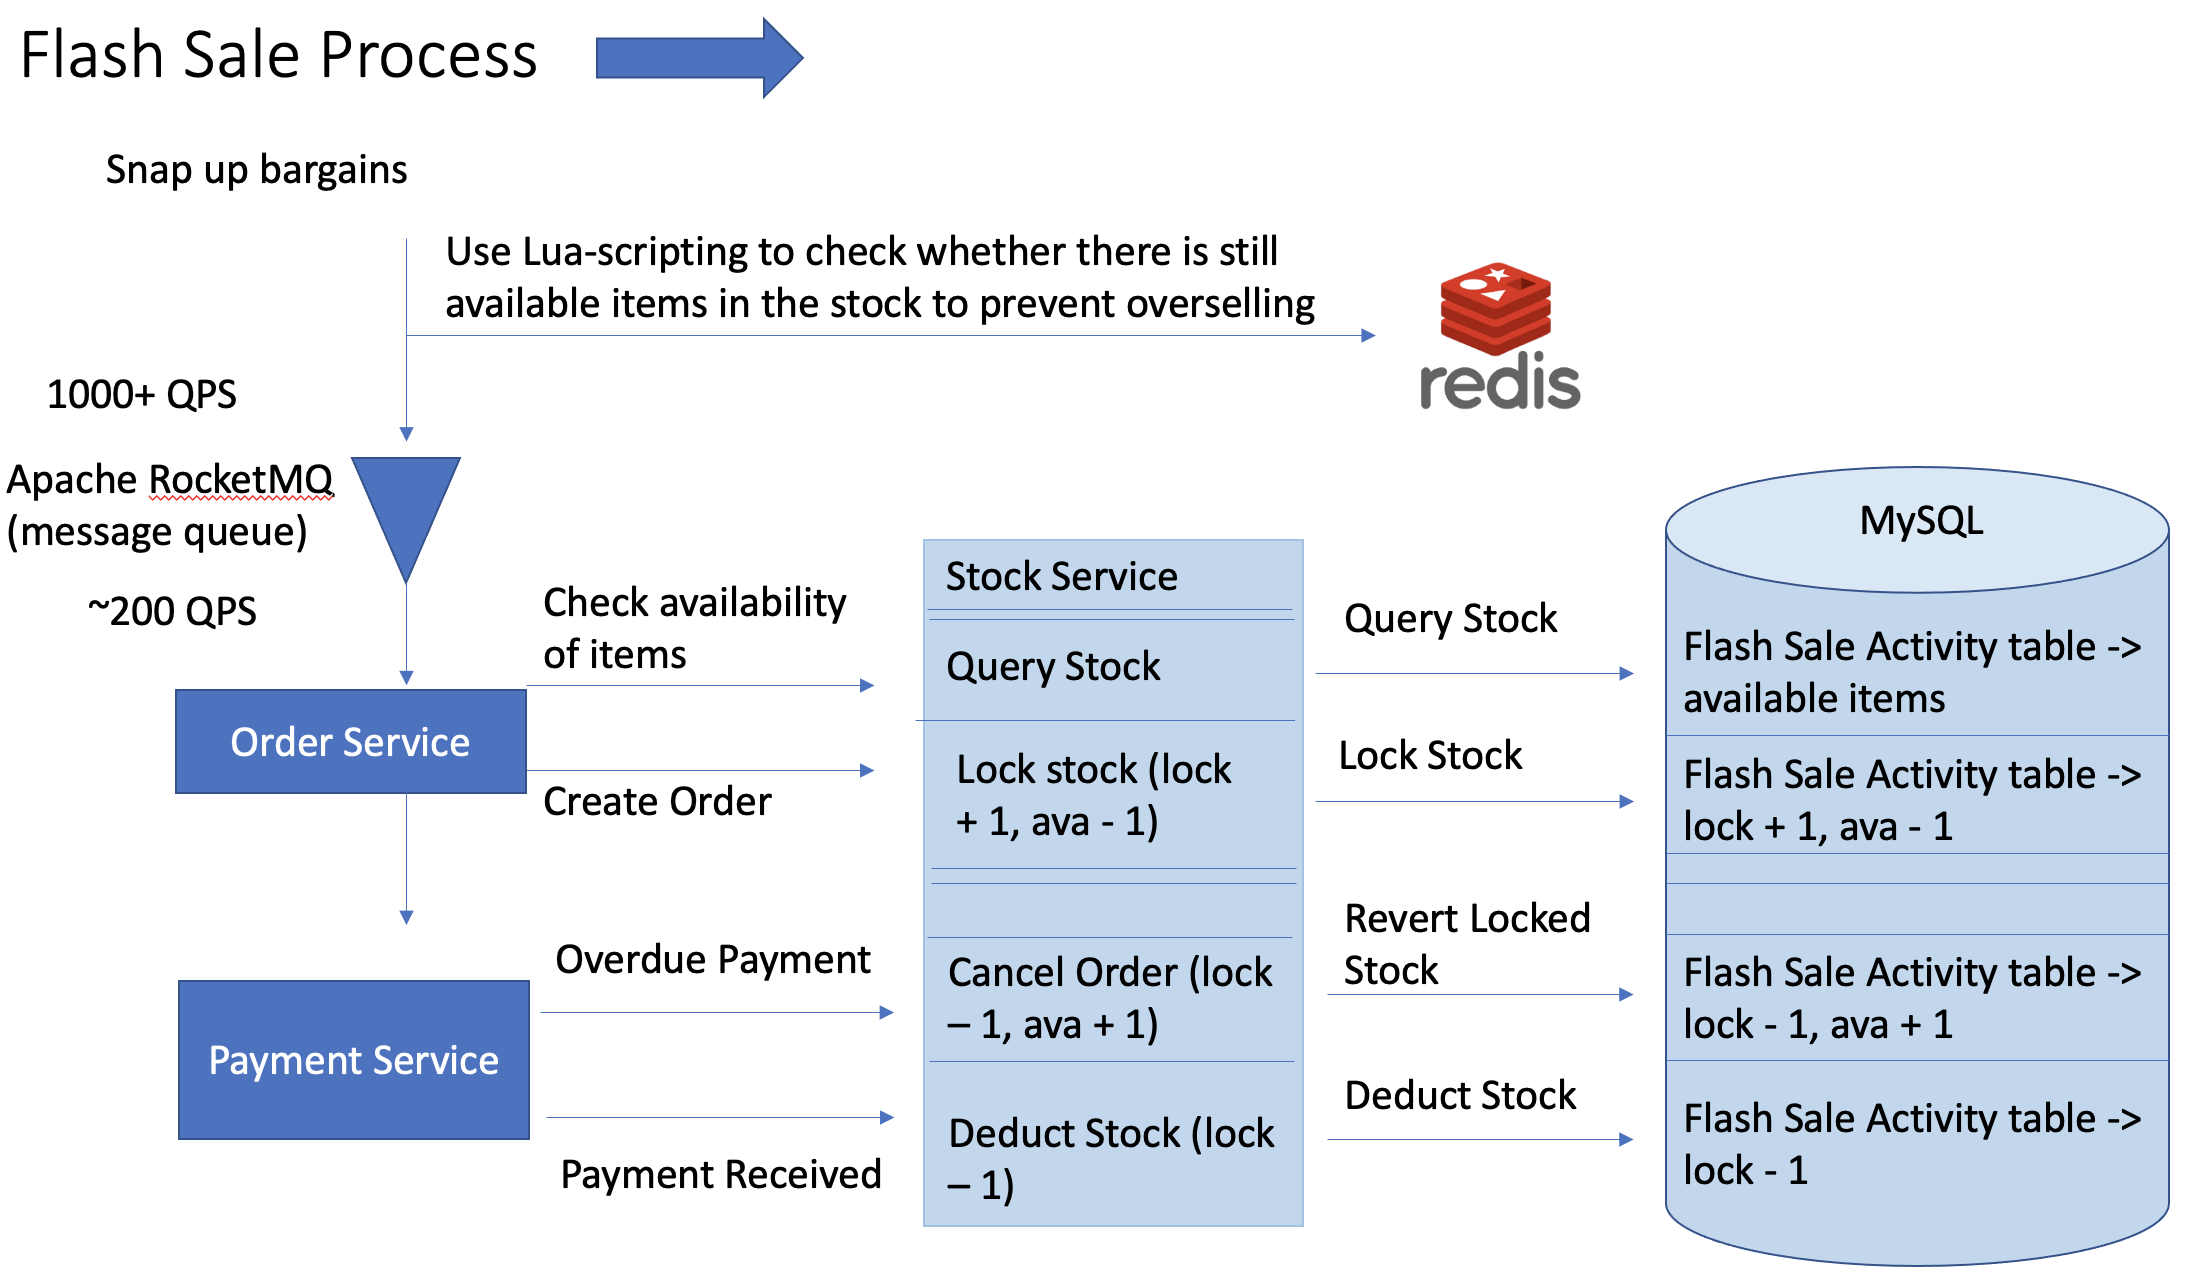 Flash Sale Process
Snap up bargains
Use Lua-scripting to check whether there is still
available items in the stock to prevent overselling
redis
1000+ QPS
Apache RocketMQ
(message queue)
~200 QPS
Check availability
of items
Order Service
Create Order
Overdue Payment
Payment Service
Payment Received
Stock Service
Query Stock
Lock stock (lock
+ 1, ava - 1)
Cancel Order (lock
– 1, ava + 1)
Deduct Stock (lock
– 1)
Query Stock
Lock Stock
Revert Locked
Stock
Deduct Stock
MySQL
Flash Sale Activity table ->
available items
Flash Sale Activity table ->
lock + 1, ava - 1
Flash Sale Activity table ->
lock - 1, ava + 1
Flash Sale Activity table ->
lock - 1